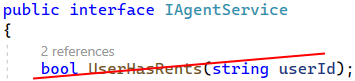 public interface IAgentService
{
2 references
bool UserHasRents(string userId);